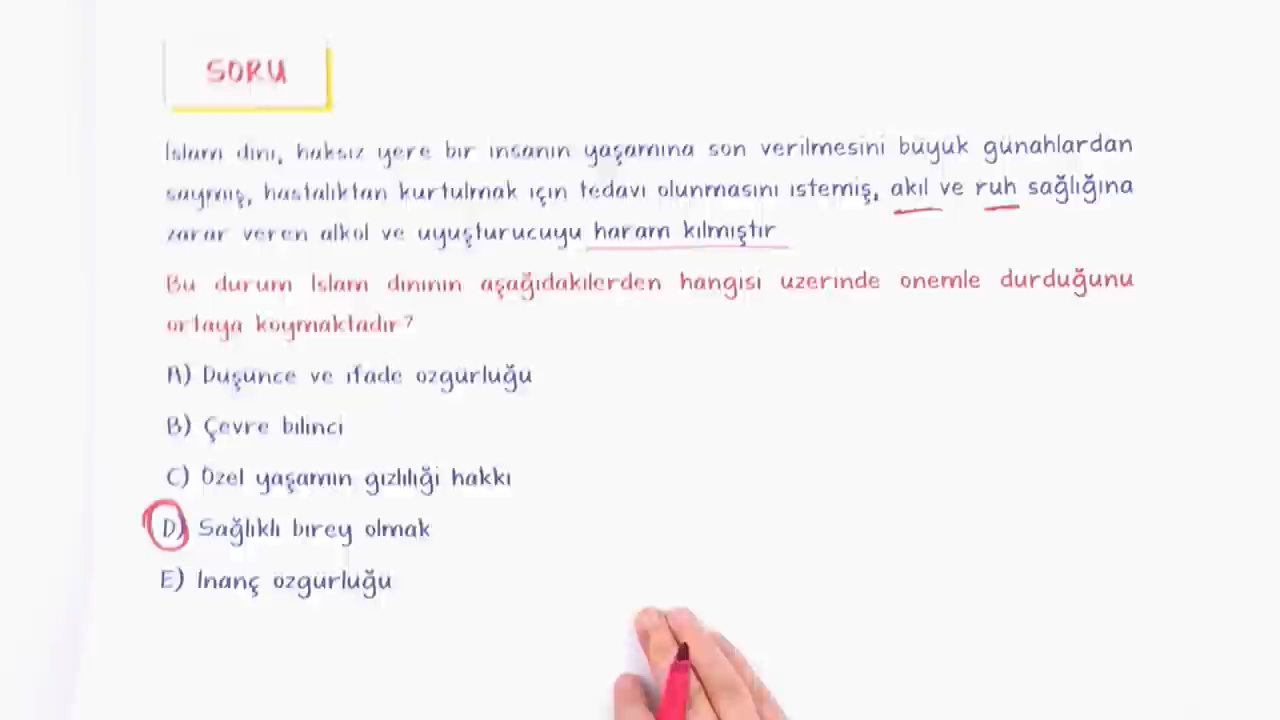 SORU
İslam dini, haksız yere bir insanın yaşamına son verilmesini büyük günahlardan
saymış, hastalıktan kurtulmak için tedavi olunmasını istemiş, akıl ve ruh sağlığına
zarar veren alkol ve uyuşturucuyu haram kılmıştır
Bu durum İslam dininin aşağıdakilerden hangisi üzerinde önemle durduğunu
ortaya koymaktadır?
A) Düşünce ve ifade özgürlüğü
B) Çevre bilinci
C) Özel yaşamın gizliliği hakkı
D) Sağlıklı birey olmak
E) İnanç özgürlüğü